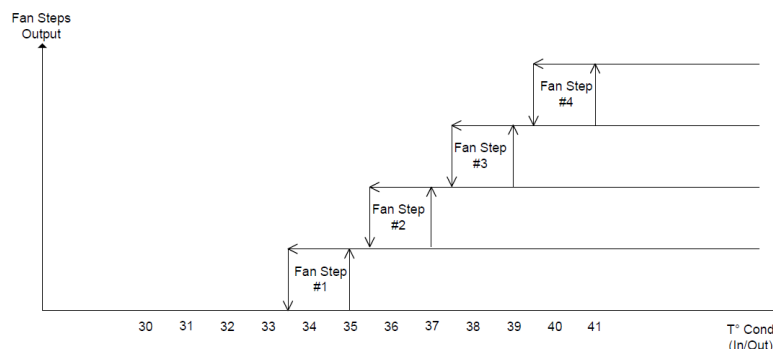 Fan Steps
Output
Fan Step
#4
Fan Step
#3
Fan Step
#2
Fan Step
#1
30 31 32 33 34 35 36 37 38 39 40 41
T° Cond
(In/Out)